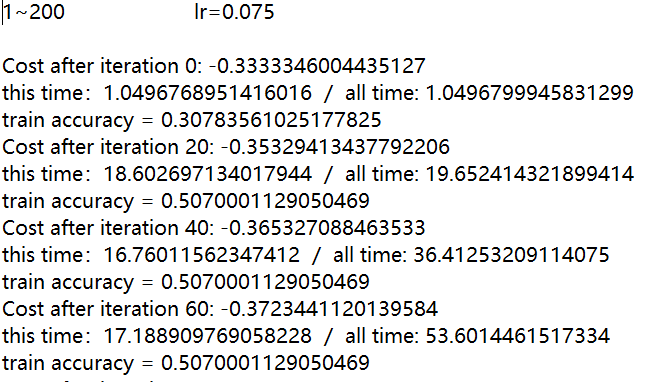 1~200 lr=0.075
Cost after iteration 0: -0.3333346004435127
this time： 1.0496768951416016 / all time: 1.0496799945831299
train accuracy = 0.30783561025177825
Cost after iteration 20: -0.35329413437792206
this time： 18.602697134017944 / all time: 19.652414321899414
train accuracy = 0.5070001129050469
Cost after iteration 40: -0.365327088463533
this time： 16.76011562347412 / all time: 36.41253209114075
train accuracy = 0.5070001129050469
Cost after iteration 60: -0.3723441120139584
this time： 17.188909769058228 / all time: 53.6014461517334
train accuracy = 0.5070001129050469